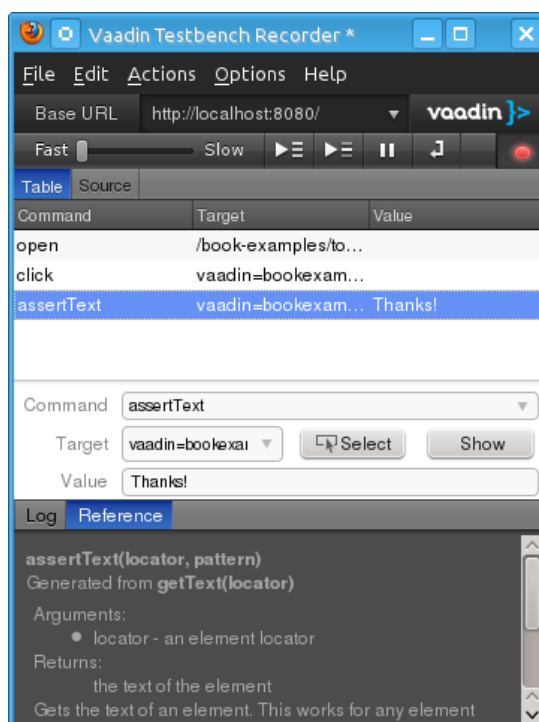 Vaadin Testbench Recorder *
File Edit Actions Options Help
Base URL http://localhost:8080/ vaadin }>
Fast Slow
Table Source
Command Target Value
open /book-examples/to...
click vaadin=bookexam...
assertText vaadin=bookexam... Thanks!
Command assertText
Target vaadin=bookexai Select Show
Value Thanks!
Log Reference
assertText(locator, pattern)
Generated from getText(locator)
Arguments:
• locator - an element locator
Returns:
the text of the element
Gets the text of an element. This works for any element